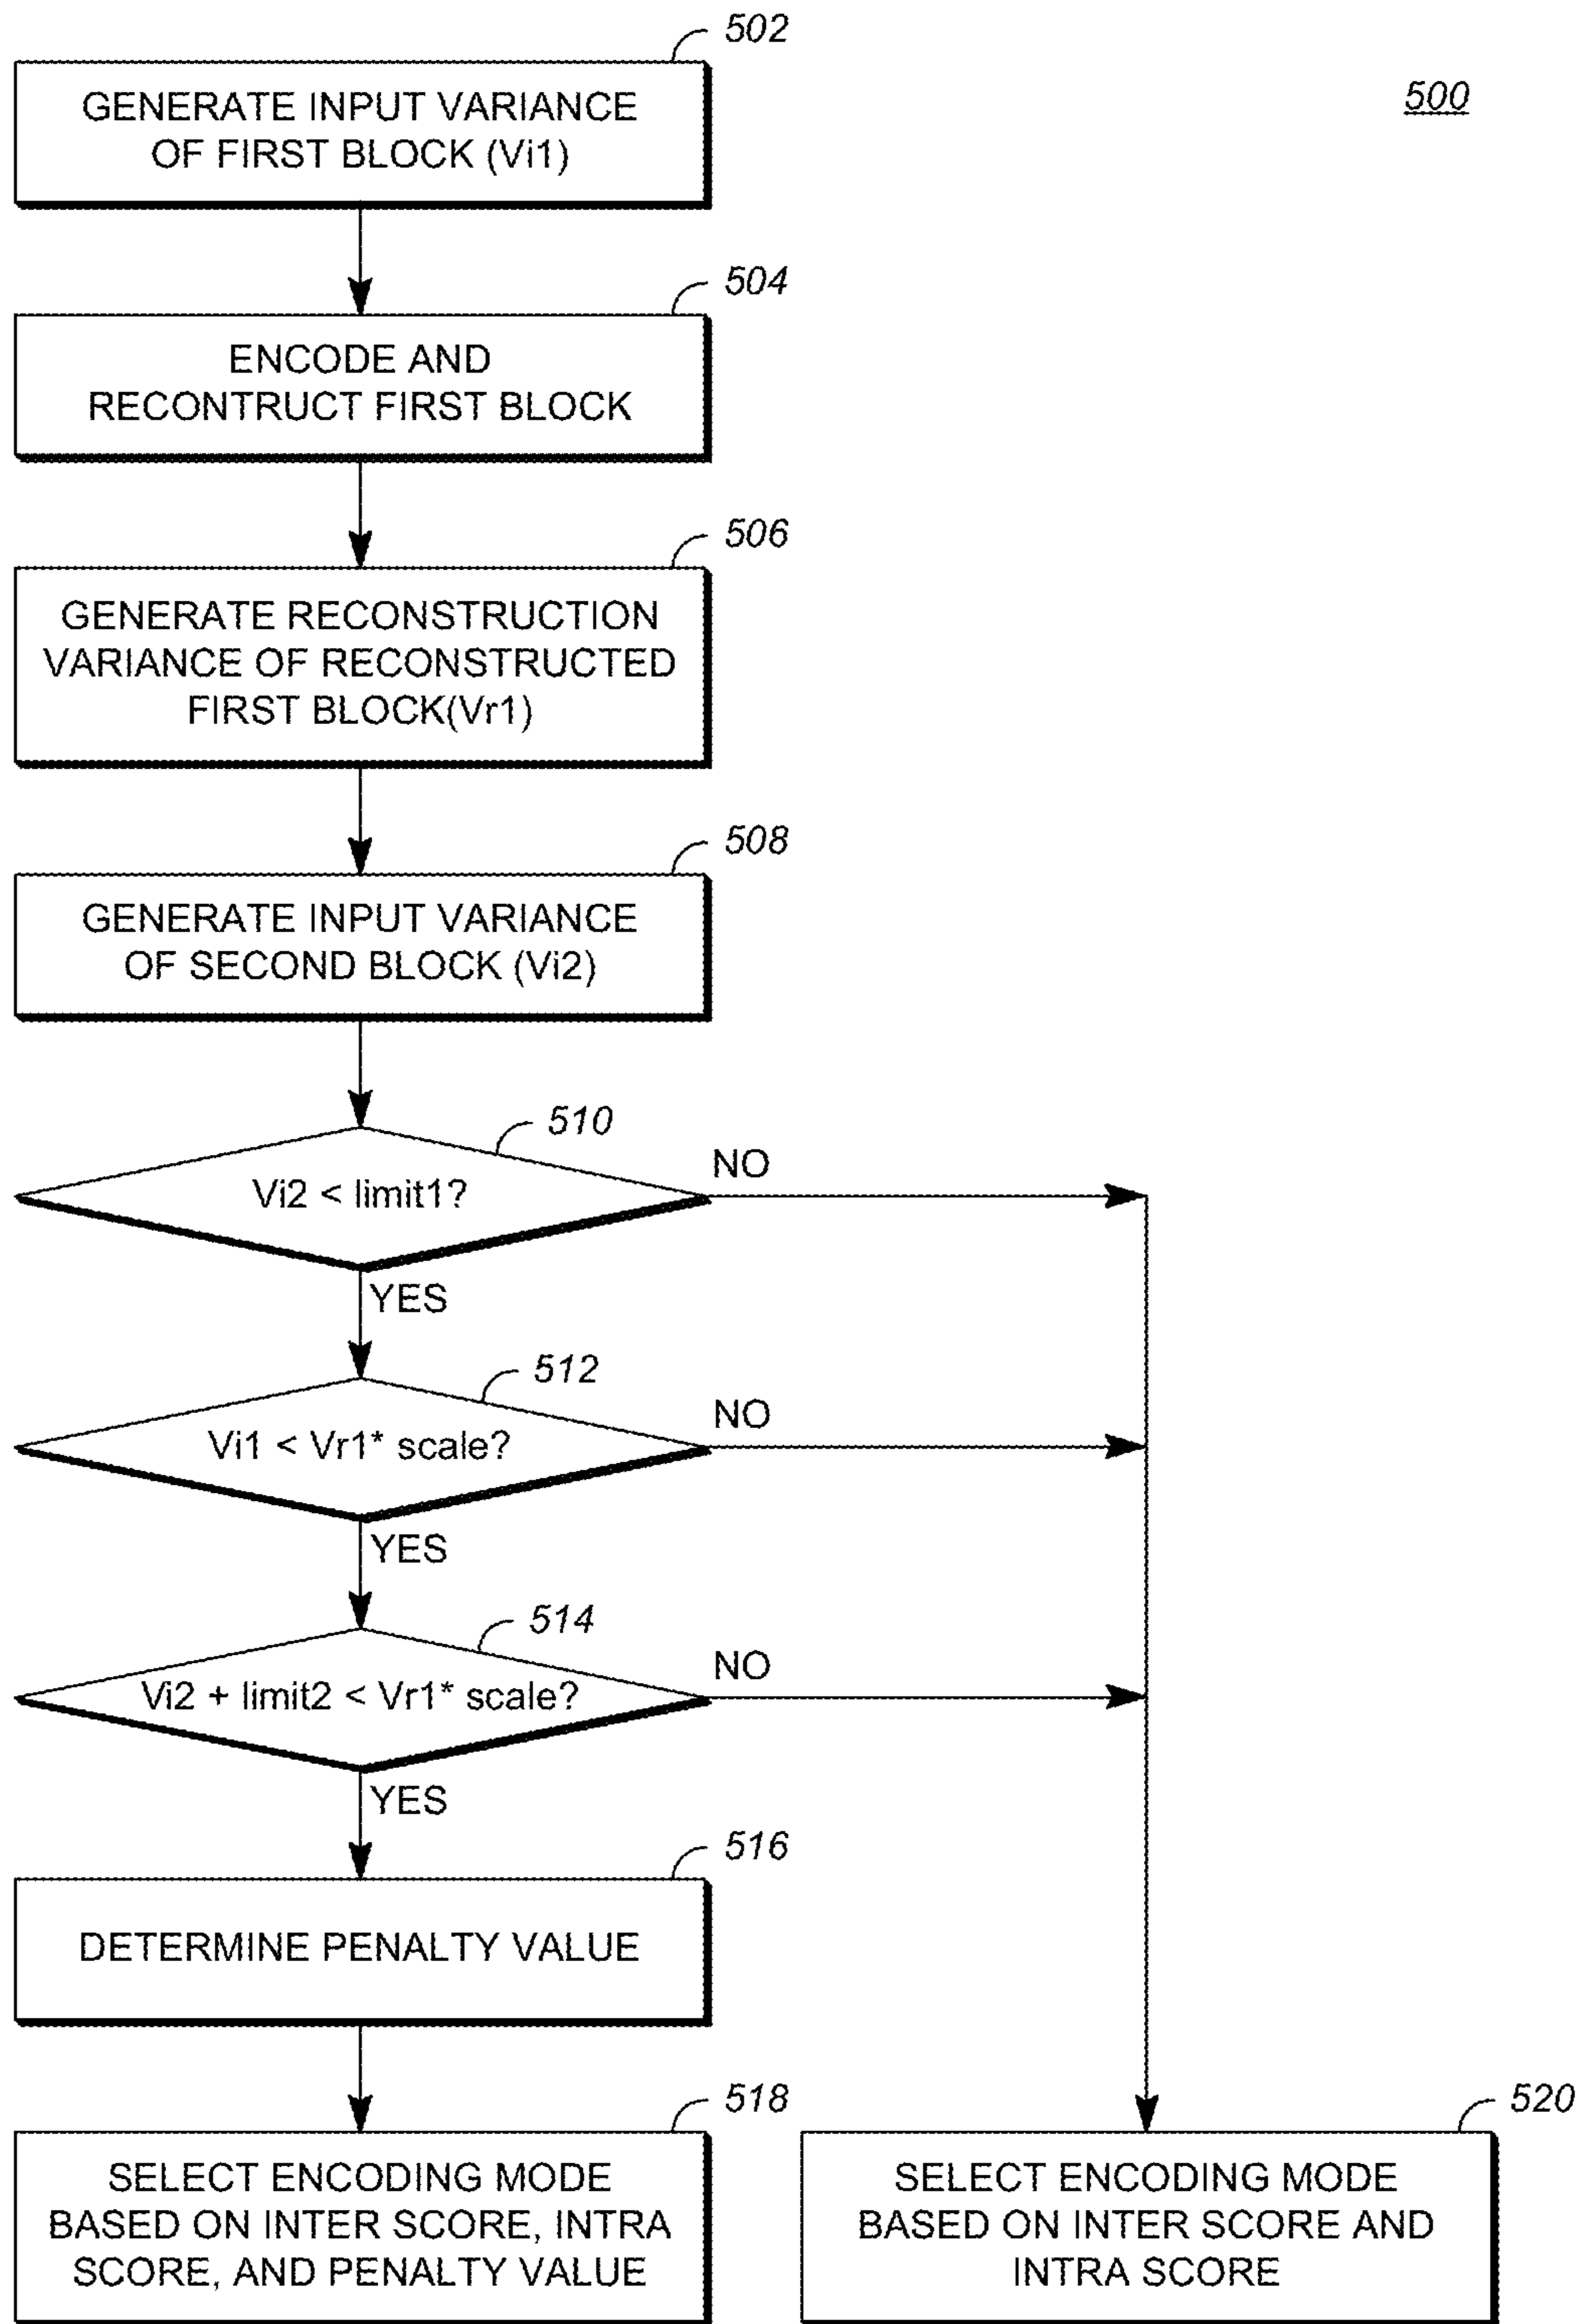 502
500
GENERATE INPUT VARIANCE
OF FIRST BLOCK (Vi1)
504
ENCODE AND
RECONTRUCT FIRST BLOCK
506
GENERATE RECONSTRUCTION
VARIANCE OF RECONSTRUCTED
FIRST BLOCK(Vr1)
508
GENERATE INPUT VARIANCE
OF SECOND BLOCK (Vi2)
510
NO
Vi2 < limit1?
YES
512
NO
Vi1 < Vr1* scale?
YES
514
NO
Vi2 + limit2 < Vr1* scale?
YES
516
DETERMINE PENALTY VALUE
518
SELECT ENCODING MODE
BASED ON INTER SCORE, INTRA
SCORE, AND PENALTY VALUE
520
SELECT ENCODING MODE
BASED ON INTER SCORE AND
INTRA SCORE